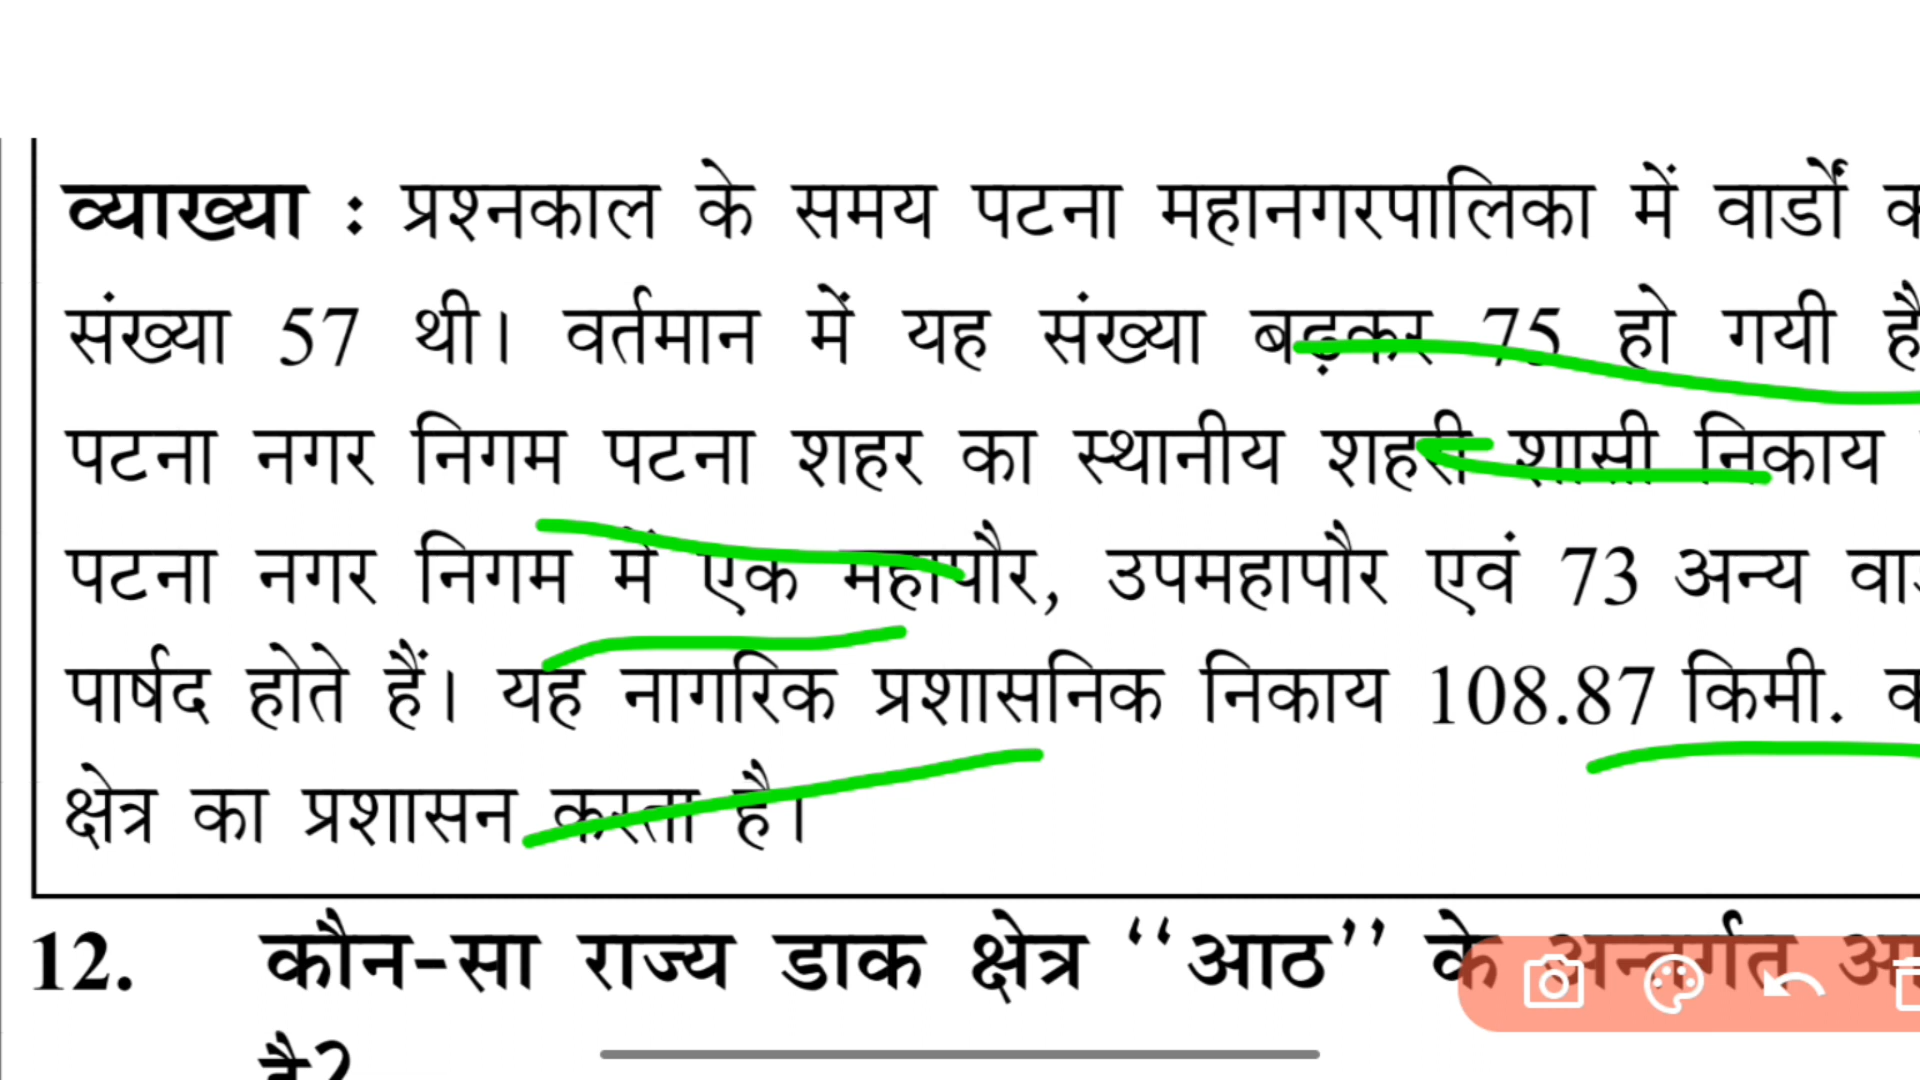 व्याख्या : प्रश्नकाल के समय पटना महानगरपालिका में वार्डों
संख्या 57 थी। वर्तमान में यह संख्या बढ़कर 75 हो गयी
पटना नगर निगम पटना शहर का स्थानीय शहरी शासी निकाय
पटना नगर निगम में एक महापौर, उपमहापौर एवं 73 अन्य
पार्षद होते हैं। यह नागरिक प्रशासनिक निकाय 108.87 किमी.
क्षेत्र का प्रशासन करता है।
12. कौन-सा राज्य डाक क्षेत्र ‘‘आठ’’ के अन्तर्गत
है?